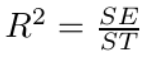 R² = SE/ST